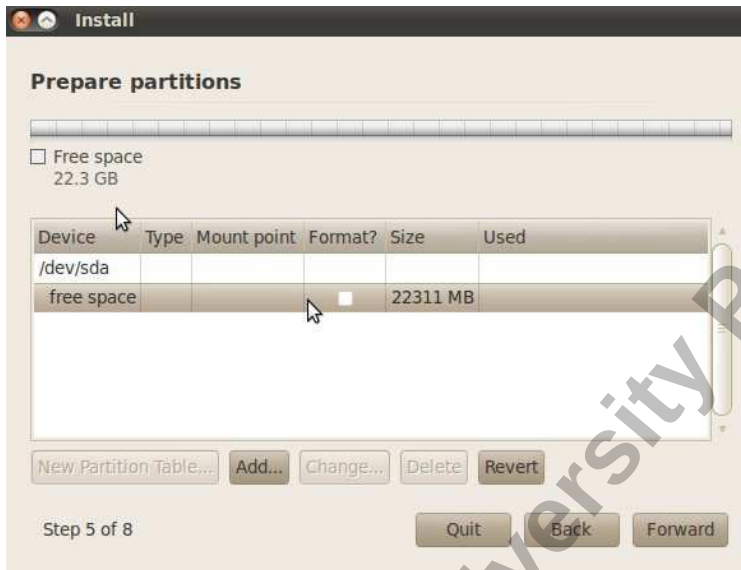 Install
Prepare partitions
Free space
22.3 GB
Device Type Mount point Format? Size Used
/dev/sda
free space 22311 MB
New Partition Table... Add... Change... Delete Revert
Step 5 of 8 Quit Back Forward